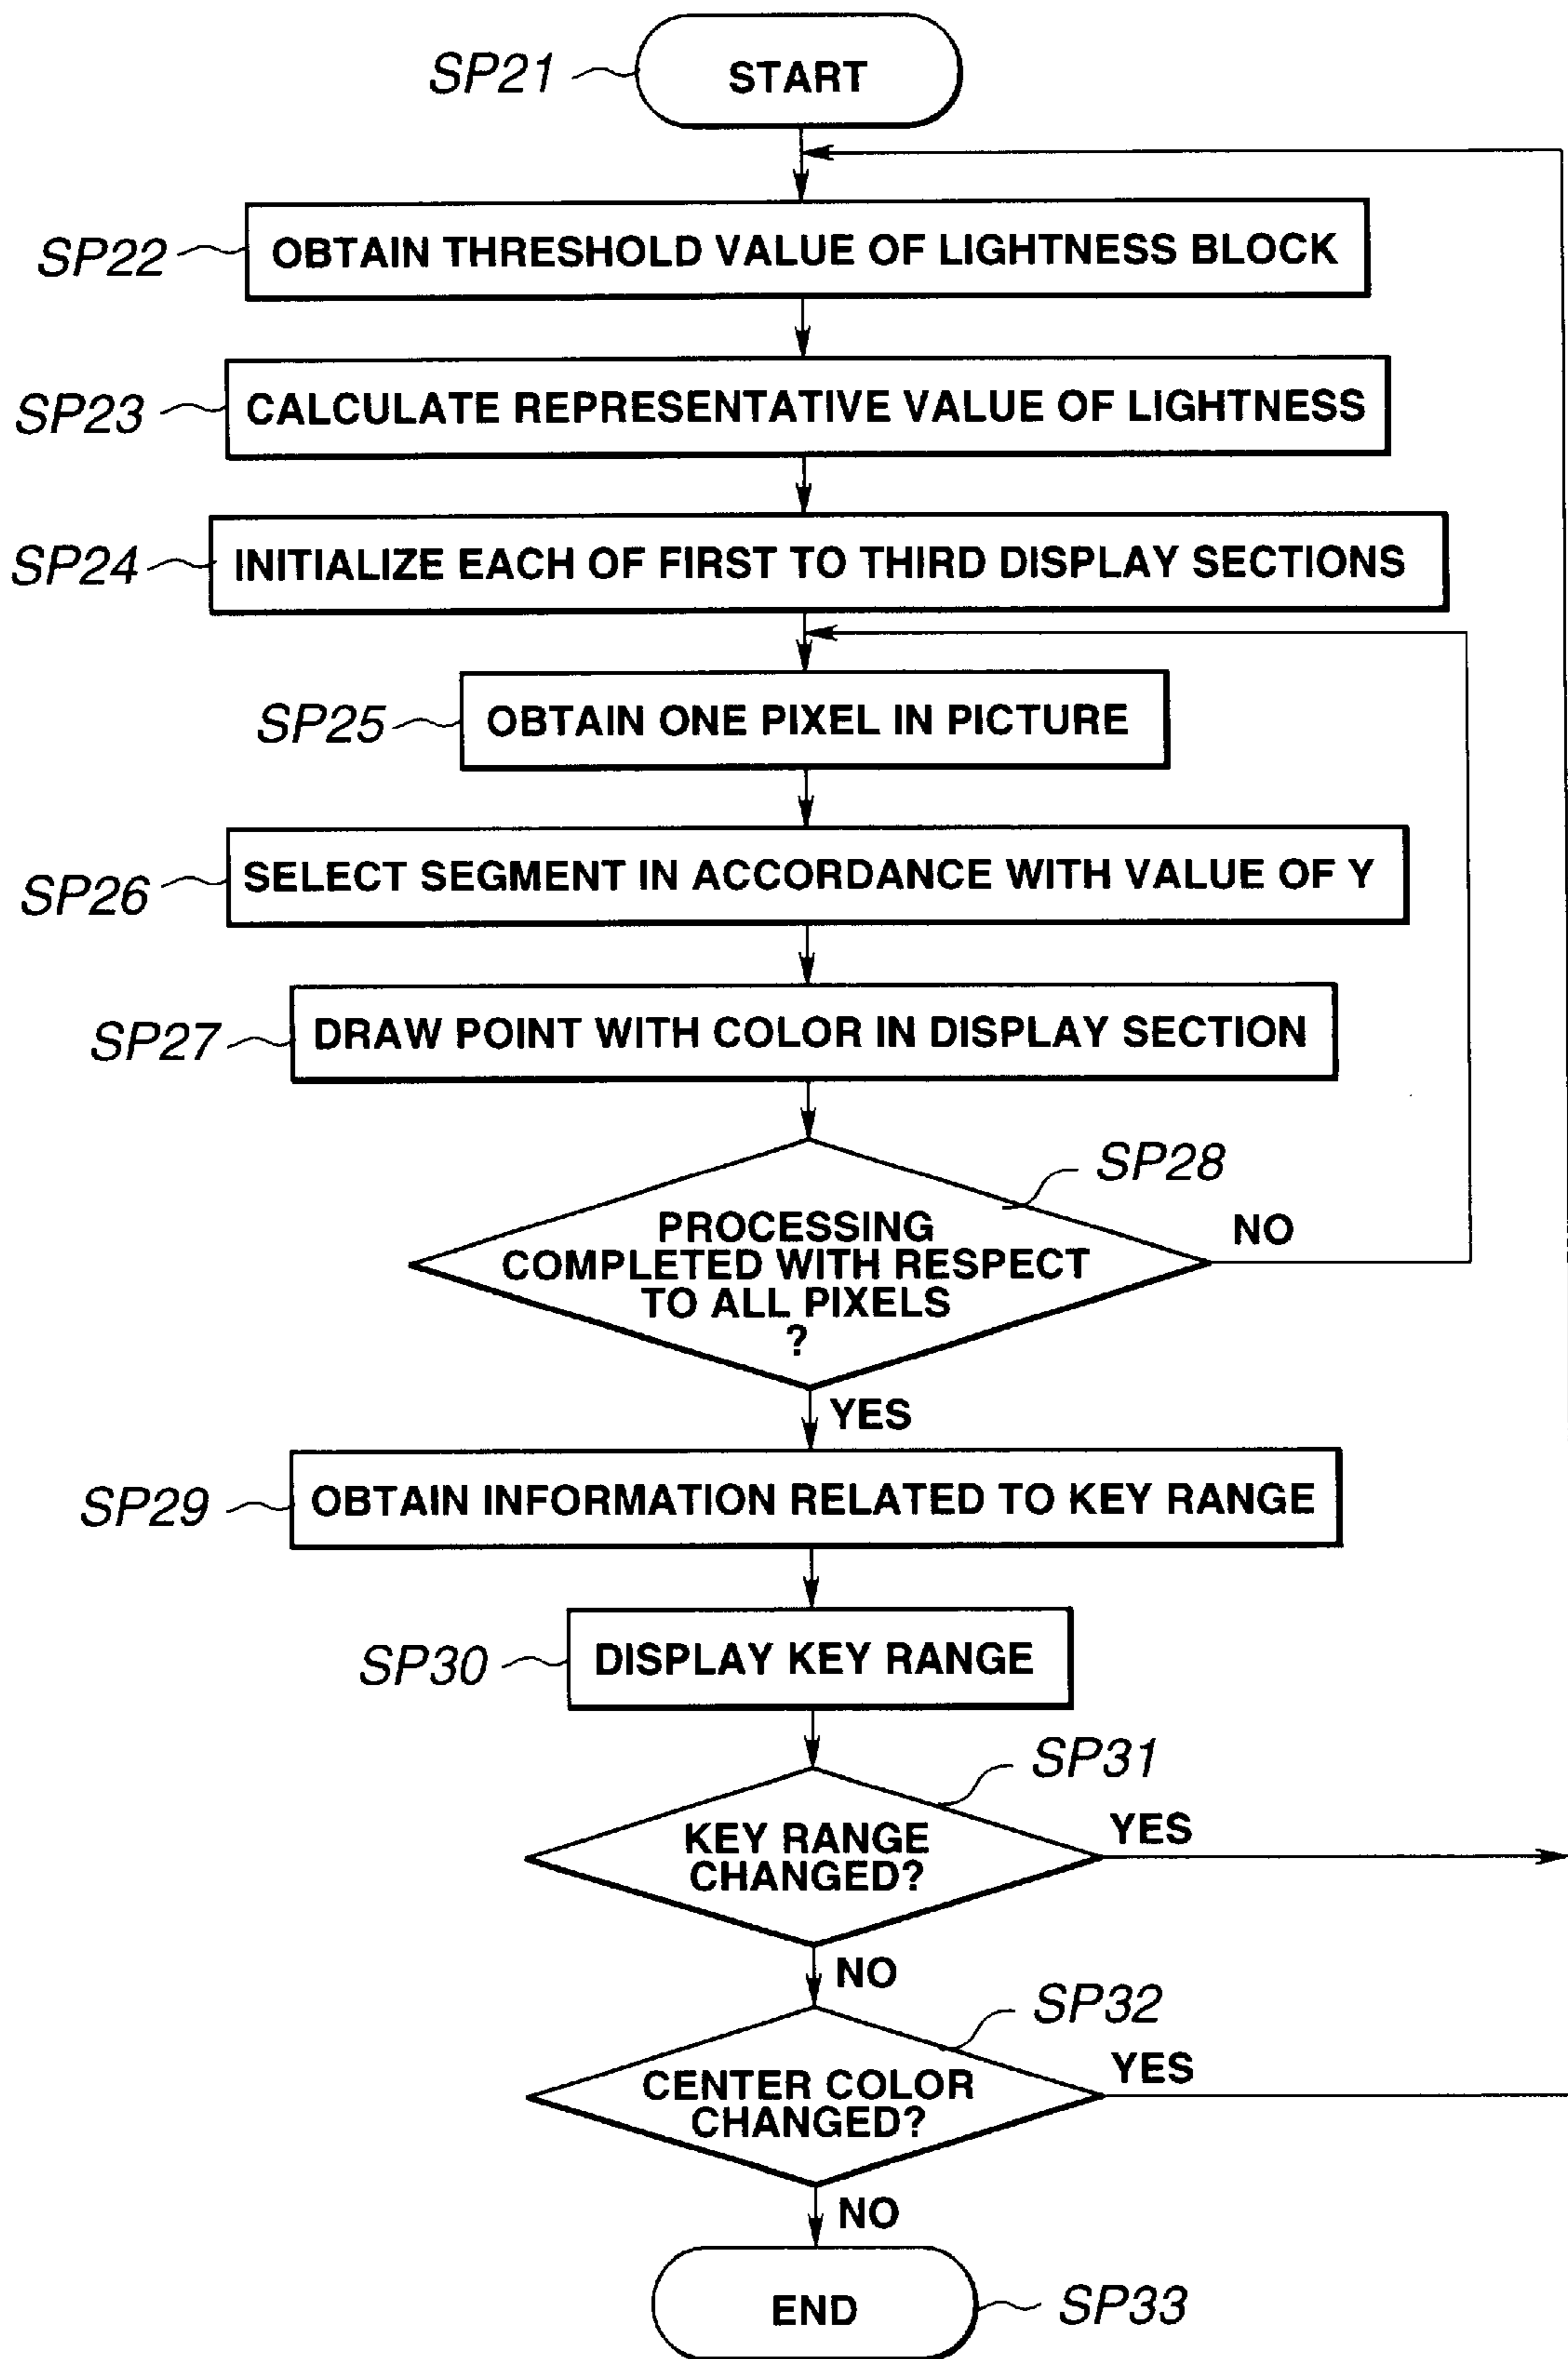 SP21
START
SP22
OBTAIN THRESHOLD VALUE OF LIGHTNESS BLOCK
SP23
CALCULATE REPRESENTATIVE VALUE OF LIGHTNESS
SP24
INITIALIZE EACH OF FIRST TO THIRD DISPLAY SECTIONS
SP25
OBTAIN ONE PIXEL IN PICTURE
SP26
SELECT SEGMENT IN ACCORDANCE WITH VALUE OF Y
SP27
DRAW POINT WITH COLOR IN DISPLAY SECTION
SP28
PROCESSING
COMPLETED WITH RESPECT
TO ALL PIXELS
?
NO
YES
SP29
OBTAIN INFORMATION RELATED TO KEY RANGE
SP30
DISPLAY KEY RANGE
SP31
KEY RANGE
CHANGED?
YES
NO
SP32
CENTER COLOR
CHANGED?
YES
NO
END
SP33